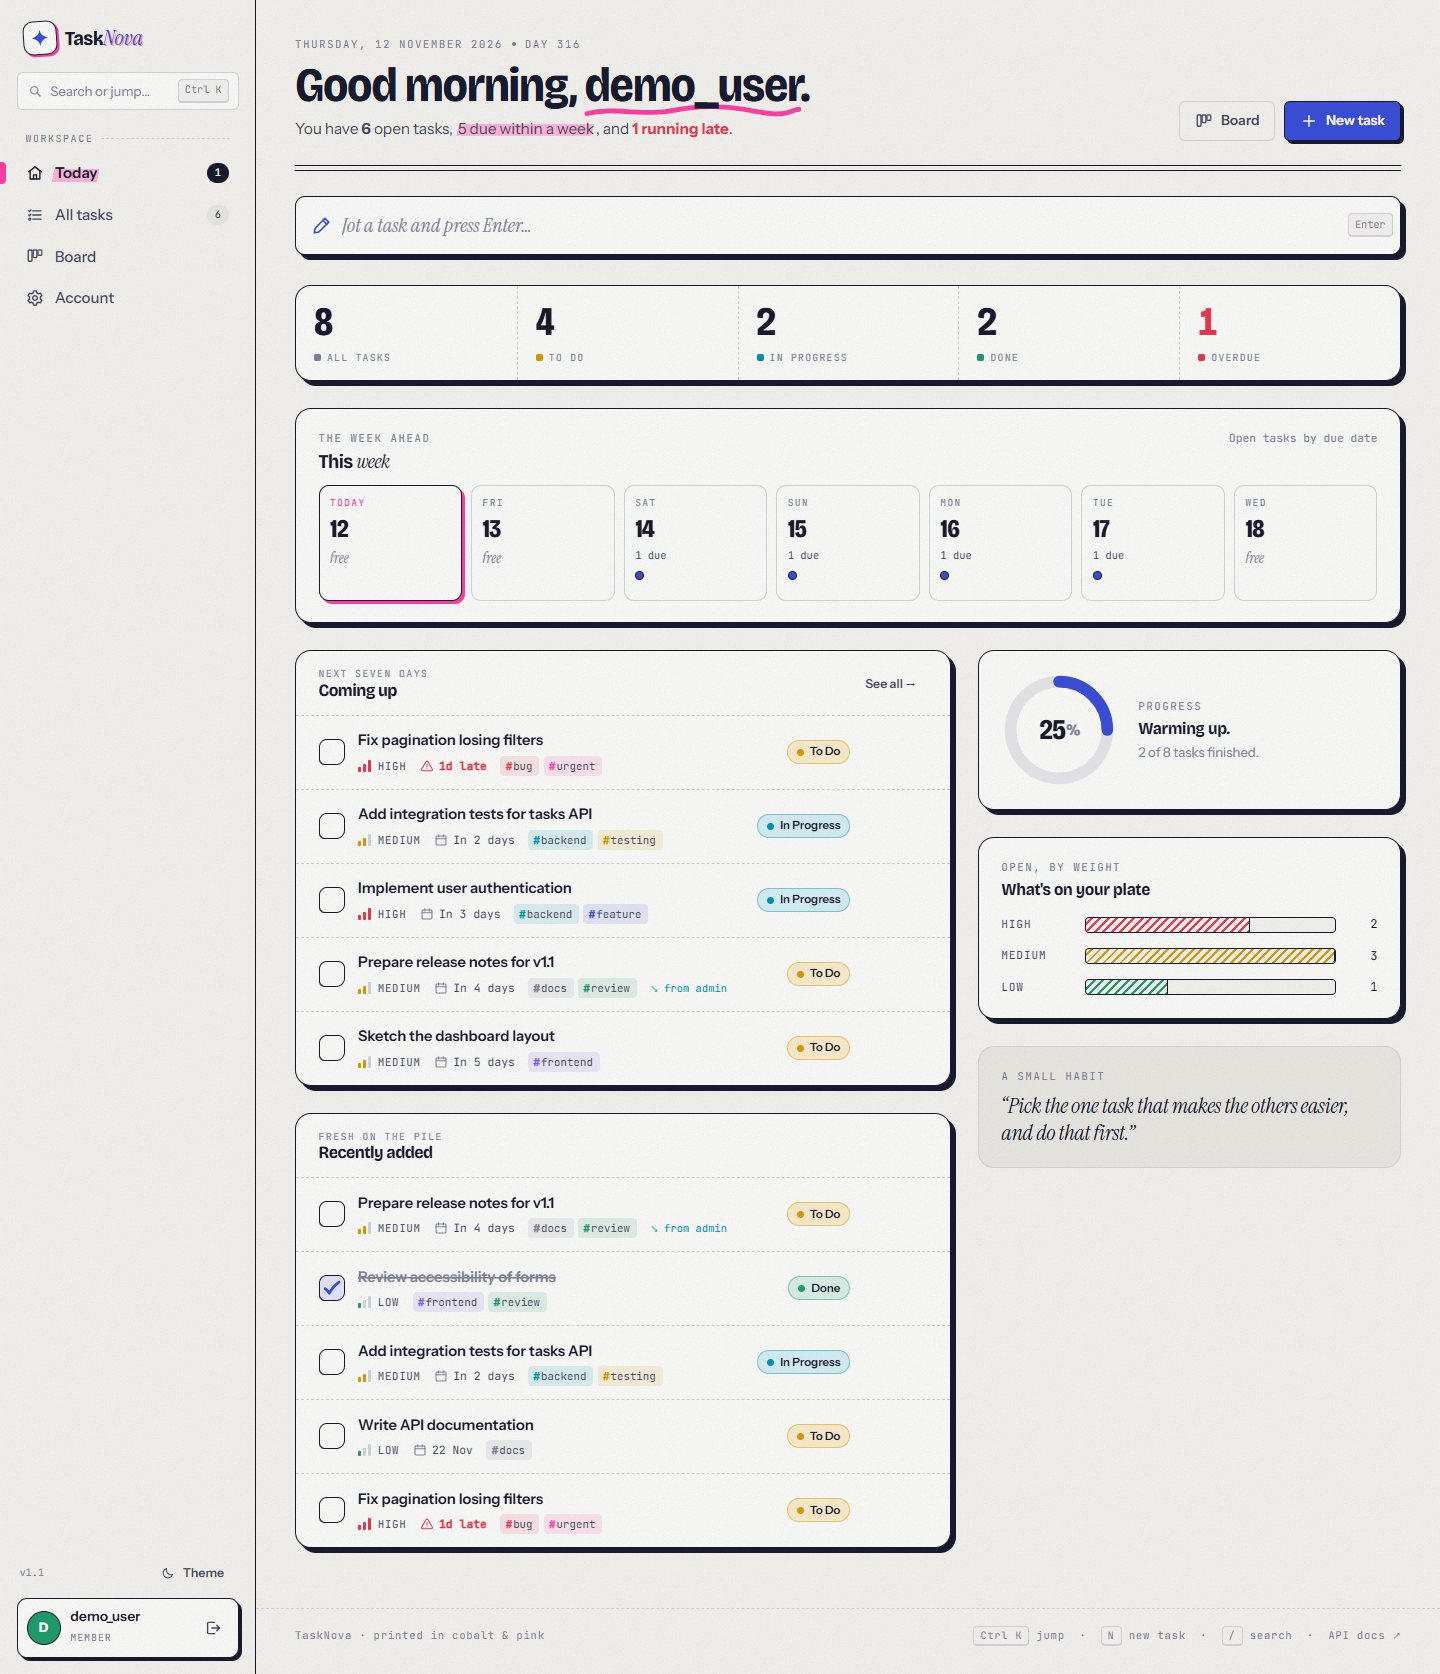 TaskNova
Search or jump... Ctrl K
WORKSPACE
Today 1
All tasks 6
Board
Account
v1.1 Theme
D demo_user
MEMBER
THURSDAY, 12 NOVEMBER 2026 • DAY 316
Good morning, demo_user.
You have 6 open tasks, 5 due within a week, and 1 running late.
Board
New task
Jot a task and press Enter... Enter
8 4 2 2 1
ALL TASKS TO DO IN PROGRESS DONE OVERDUE
THE WEEK AHEAD Open tasks by due date
This week
TODAY FRI SAT SUN MON TUE WED
12 13 14 15 16 17 18
free free 1 due 1 due 1 due 1 due free
NEXT SEVEN DAYS
Coming up See all →
Fix pagination losing filters To Do
HIGH 1d late #bug #urgent
Add integration tests for tasks API In Progress
MEDIUM In 2 days #backend #testing
Implement user authentication In Progress
HIGH In 3 days #backend #feature
Prepare release notes for v1.1 To Do
MEDIUM In 4 days #docs #review ↘ from admin
Sketch the dashboard layout To Do
MEDIUM In 5 days #frontend
FRESH ON THE PILE
Recently added
Prepare release notes for v1.1 To Do
MEDIUM In 4 days #docs #review ↘ from admin
Review accessibility of forms Done
LOW #frontend #review
Add integration tests for tasks API In Progress
MEDIUM In 2 days #backend #testing
Write API documentation To Do
LOW 22 Nov #docs
Fix pagination losing filters To Do
HIGH 1d late #bug #urgent
25%
PROGRESS
Warming up.
2 of 8 tasks finished.
OPEN, BY WEIGHT
What's on your plate
HIGH 2
MEDIUM 3
LOW 1
A SMALL HABIT
“Pick the one task that makes the others easier,
and do that first.”
TaskNova · printed in cobalt & pink
Ctrl K jump · N new task · / search · API docs ↗